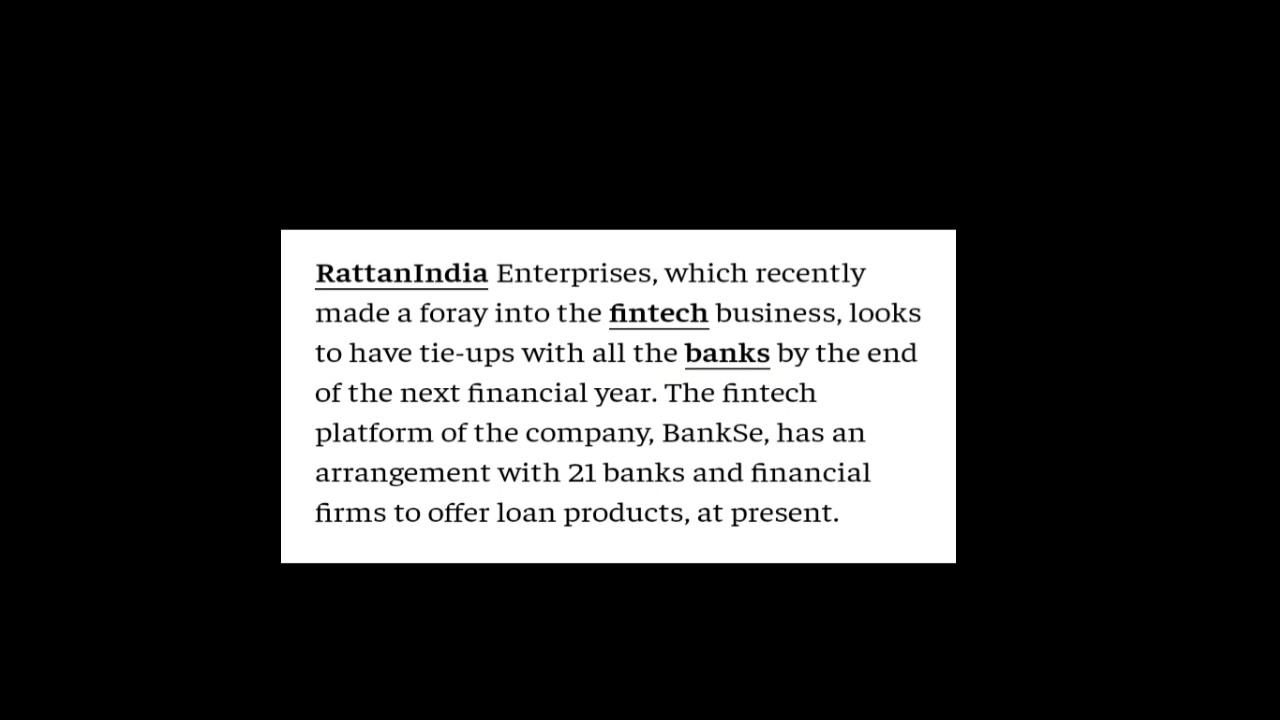 RattanIndia Enterprises, which recently
made a foray into the fintech business, looks
to have tie-ups with all the banks by the end
of the next financial year. The fintech
platform of the company, BankSe, has an
arrangement with 21 banks and financial
firms to offer loan products, at present.